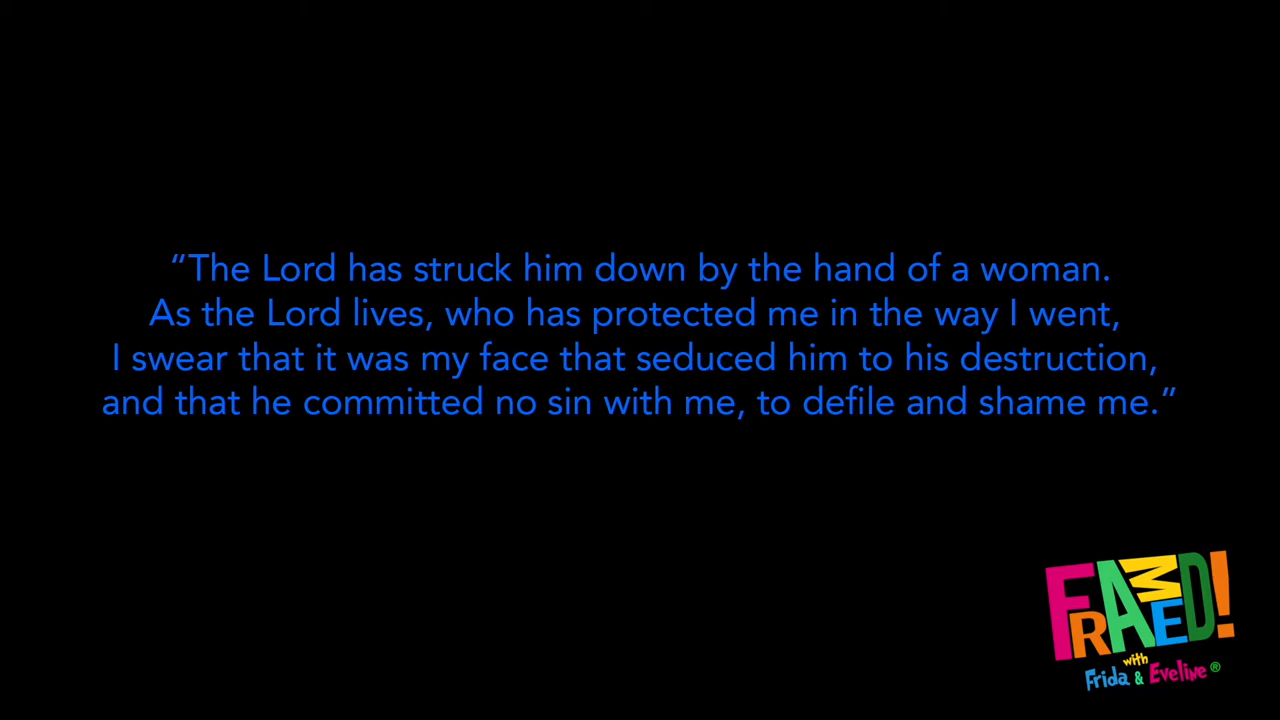 “The Lord has struck him down by the hand of a woman.
As the Lord lives, who has protected me in the way I went,
I swear that it was my face that seduced him to his destruction,
and that he committed no sin with me, to defile and shame me.”
FRAMED!
with
Frida & Eveline ®